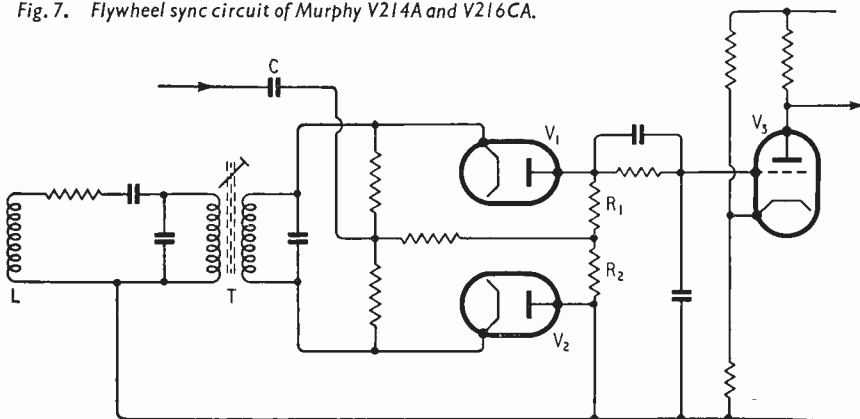 Fig. 7. Flywheel sync circuit of Murphy V214A and V216CA.
C
V1
V3
R1
R2
L
T
V2